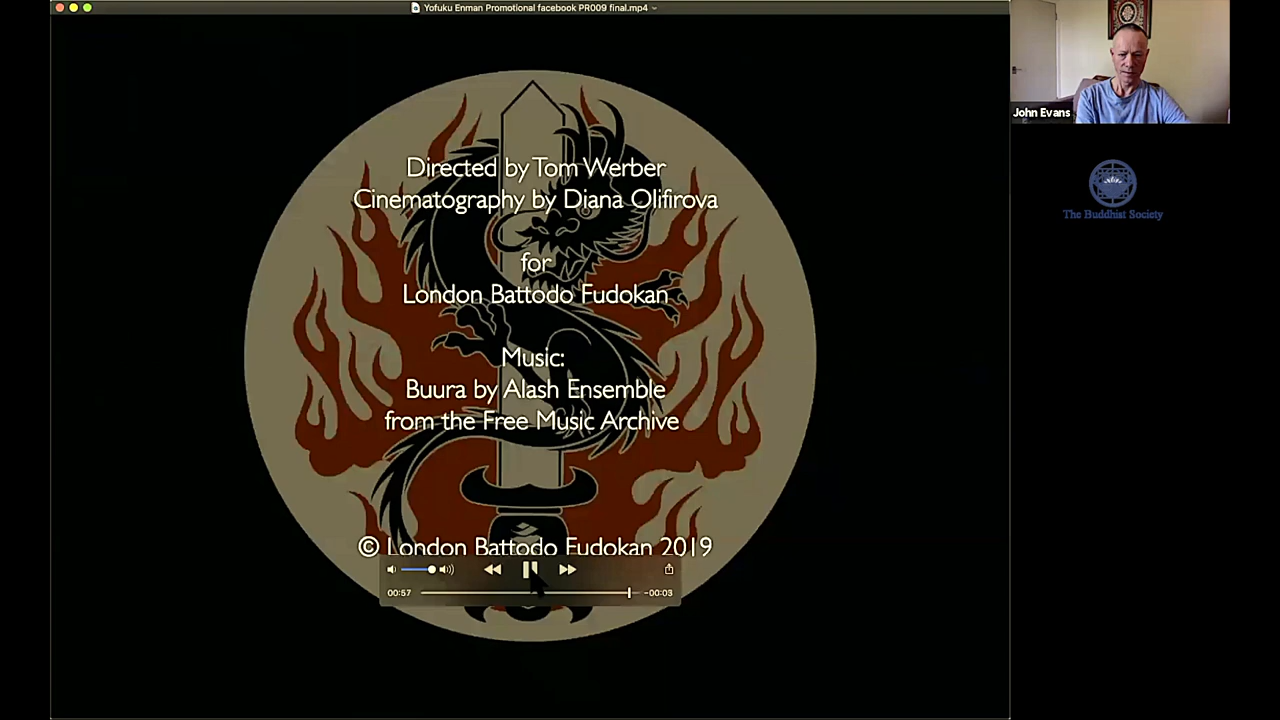 Yofuku Enman Promotional facebook PR009 final.mp4
John Evans
The Buddhist Society
Directed by Tom Werber
Cinematography by Diana Olifirova
for
London Battodo Fudokan
Music:
Buura by Alash Ensemble
from the Free Music Archive
© London Battodo Fudokan 2019
00:57
-00:03